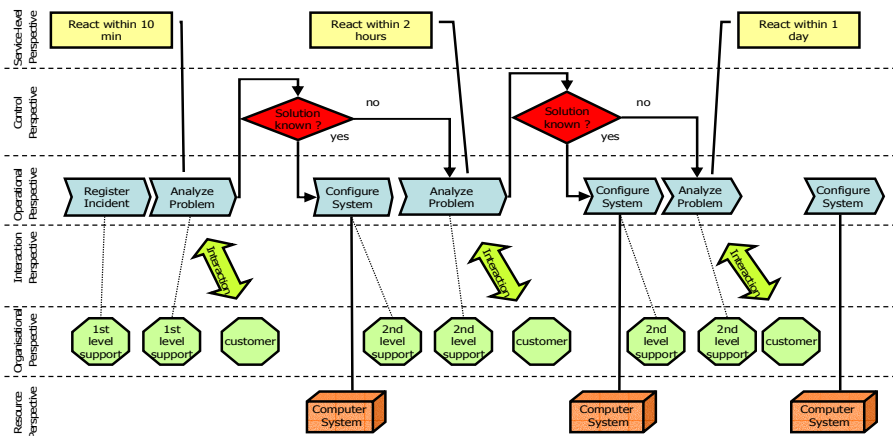 Service-level
Perspective
React within 10
min
React within 2
hours
React within 1
day
Control
Perspective
Solution
known ?
no
yes
Solution
known ?
no
yes
Operational
Perspective
Register
Incident
Analyze
Problem
Configure
System
Analyze
Problem
Configure
System
Analyze
Problem
Configure
System
Interaction
Perspective
Interaction
Interaction
Interaction
Organisational
Perspective
1st
level
support
1st
level
support
customer
2nd
level
support
2nd
level
support
customer
2nd
level
support
2nd
level
support
customer
Resource
Perspective
Computer
System
Computer
System
Computer
System